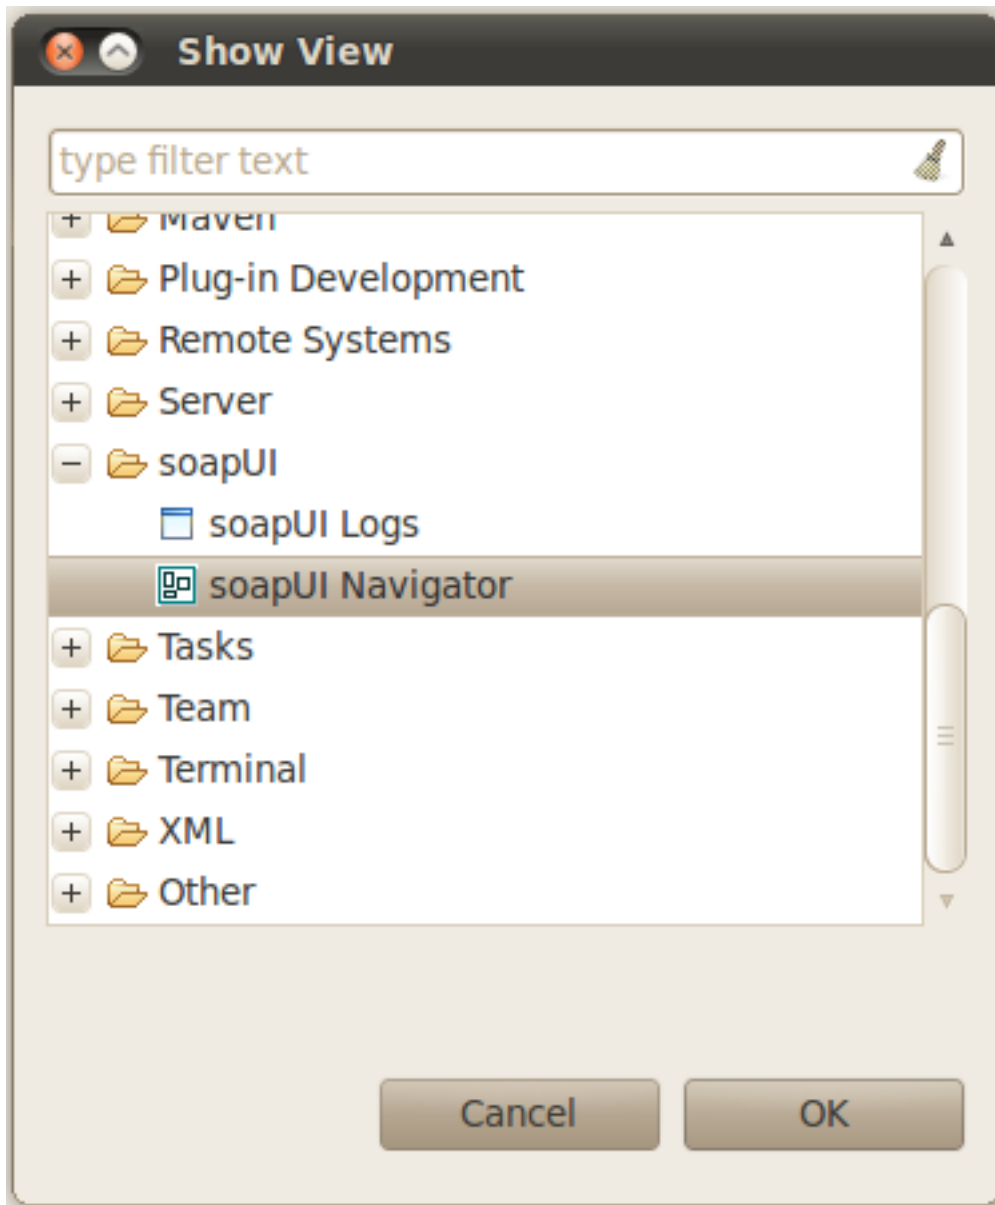 Show View
type filter text
Maven
Plug-in Development
Remote Systems
Server
soapUI
soapUI Logs
soapUI Navigator
Tasks
Team
Terminal
XML
Other
Cancel OK